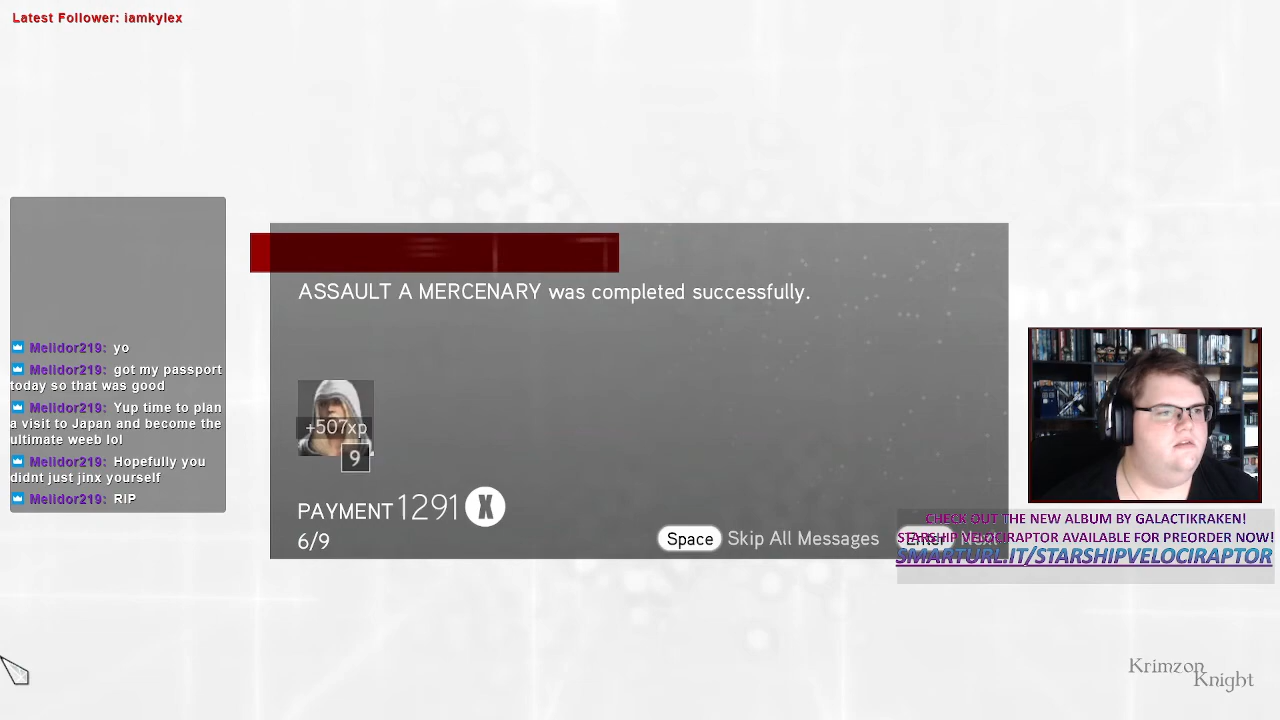 Latest Follower: iamkylex
Melidor219: yo
Melidor219: got my passport
today so that was good
Melidor219: Yup time to plan
a visit to Japan and become the
ultimate weeb lol
Melidor219: Hopefully you
didnt just jinx yourself
Melidor219: RIP
ASSAULT A MERCENARY was completed successfully.
+507xp
9
PAYMENT 1291 X
6/9
Space Skip All Messages Enter Next
CHECK OUT THE NEW ALBUM BY GALACTIKRAKEN!
STARSHIP VELOCIRAPTOR AVAILABLE FOR PREORDER NOW!
SMARTURL.IT/STARSHIPVELOCIRAPTOR
Krimzon
Knight